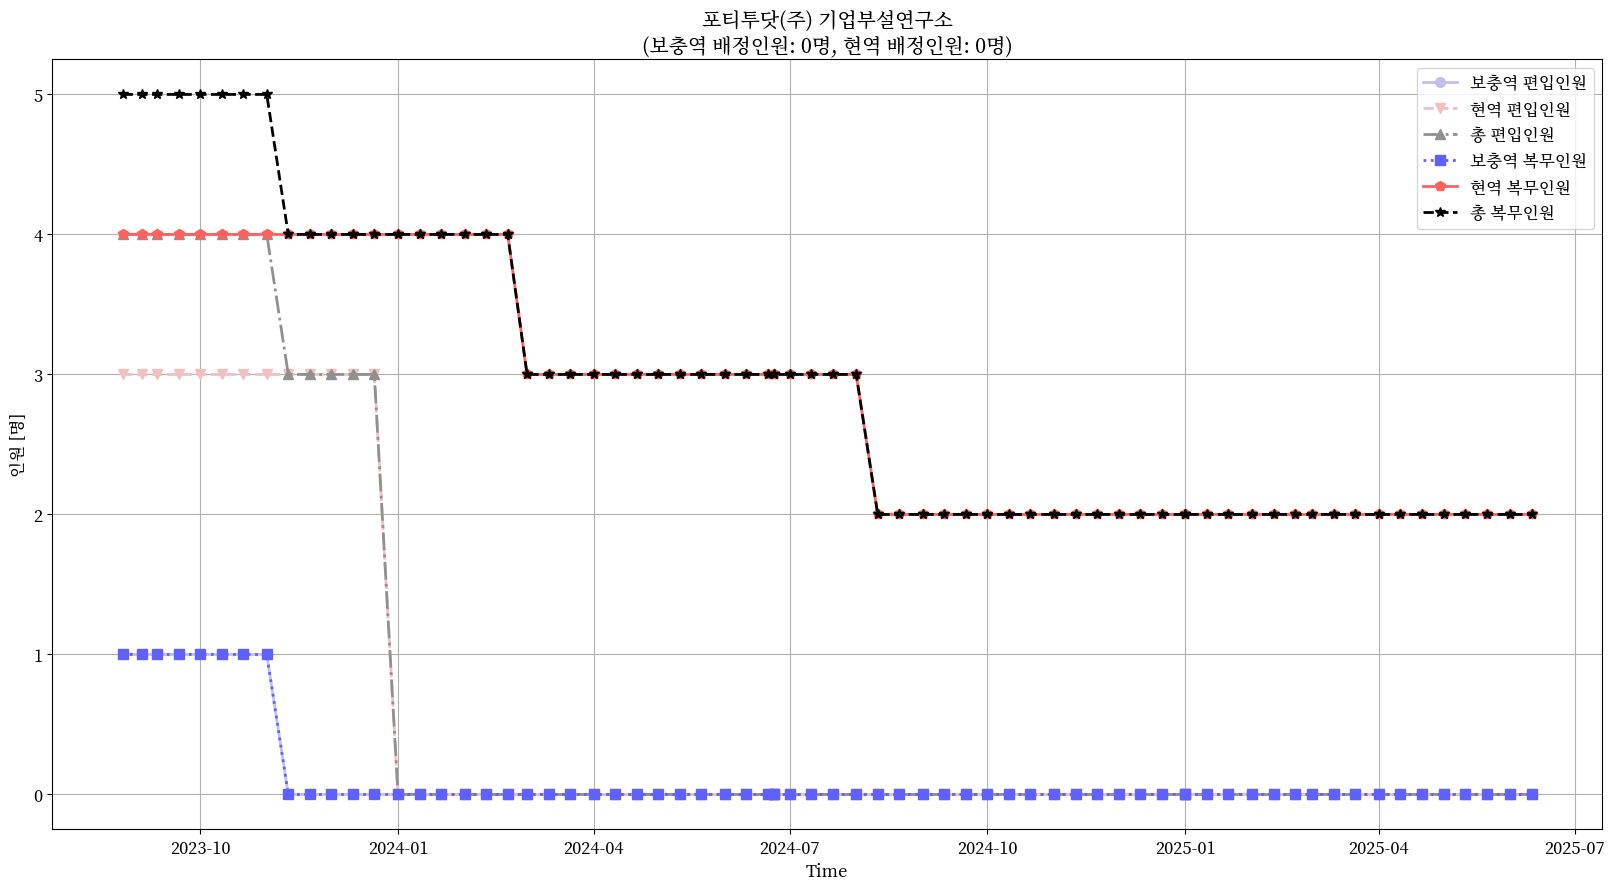 포티투닷(주) 기업부설연구소
(보충역 배정인원: 0명, 현역 배정인원: 0명)
보충역 편입인원
현역 편입인원
총 편입인원
보충역 복무인원
현역 복무인원
총 복무인원
인원 [명]
5
4
3
2
1
0
2023-10
2024-01
2024-04
2024-07
2024-10
2025-01
2025-04
2025-07
Time